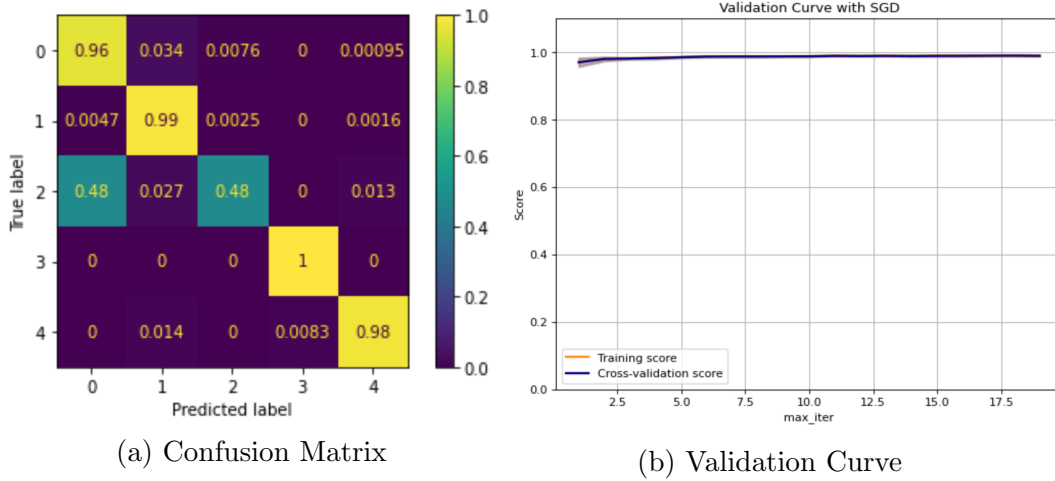 0 0.96 0.034 0.0076 0 0.00095
1 0.0047 0.99 0.0025 0 0.0016
2 0.48 0.027 0.48 0 0.013
3 0 0 0 1 0
4 0 0.014 0 0.0083 0.98
0 1 2 3 4
True label
Predicted label
1.0
0.8
0.6
0.4
0.2
0.0
(a) Confusion Matrix
Validation Curve with SGD
1.0
0.8
0.6
0.4
0.2
0.0
Score
Training score
Cross-validation score
2.5 5.0 7.5 10.0 12.5 15.0 17.5
max_iter
(b) Validation Curve